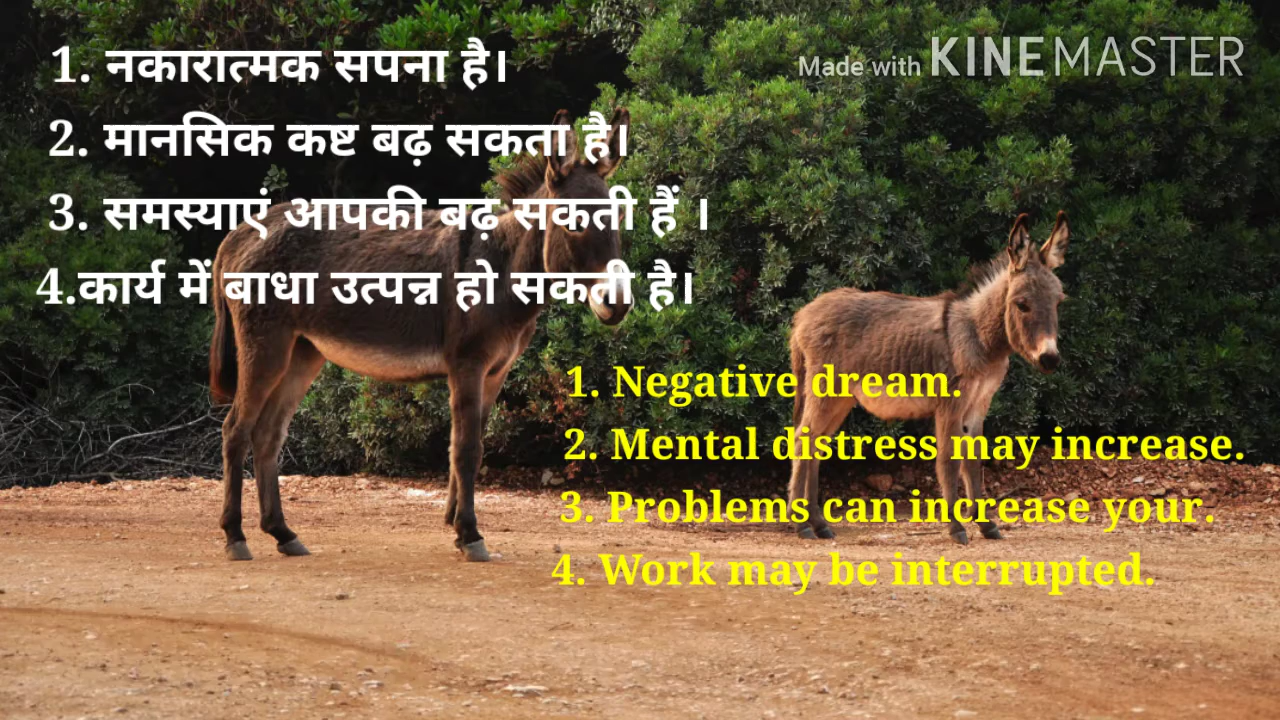 Made with KINEMASTER
1. नकारात्मक सपना है।
2. मानसिक कष्ट बढ़ सकता है।
3. समस्याएं आपकी बढ़ सकती हैं ।
4.कार्य में बाधा उत्पन्न हो सकती है।
1. Negative dream.
2. Mental distress may increase.
3. Problems can increase your.
4. Work may be interrupted.